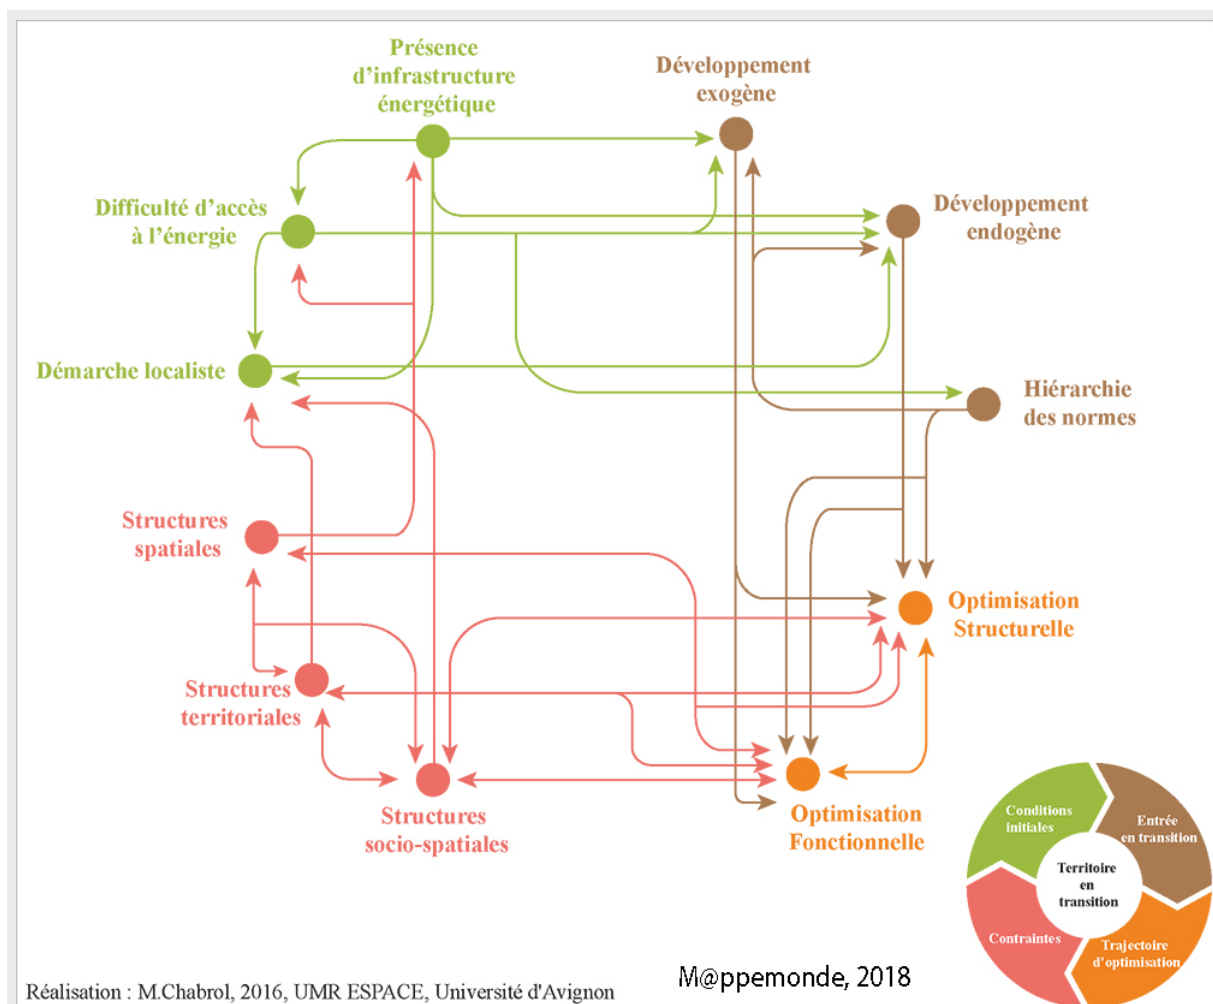 Présence
d'infrastructure
énergétique
Développement
exogène
Difficulté d'accès
à l'énergie
Développement
endogène
Démarche localiste
Hiérarchie
des normes
Structures
spatiales
Optimisation
Structurelle
Structures
territoriales
Structures
socio-spatiales
Optimisation
Fonctionnelle
Conditions
initiales
Entrée
en transition
Territoire
en
transition
Contraintes
Trajectoire
d'optimisation
Réalisation : M.Chabrol, 2016, UMR ESPACE, Université d'Avignon
M@ppemonde, 2018